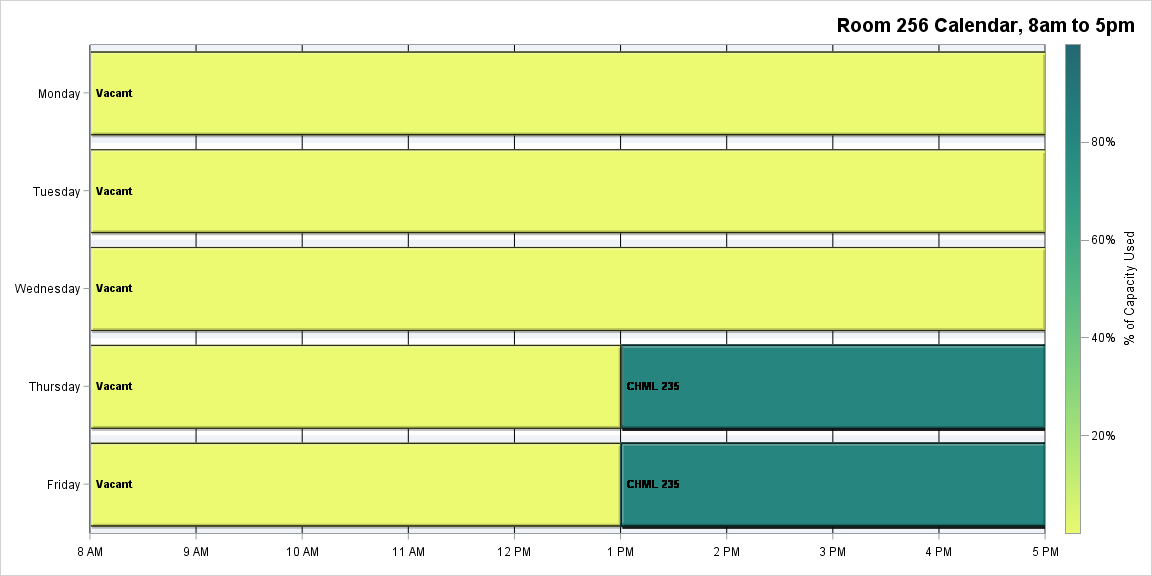 Room 256 Calendar, 8am to 5pm
Monday
Vacant
Tuesday
Vacant
Wednesday
Vacant
Thursday
Vacant
CHML 235
Friday
Vacant
CHML 235
8 AM
9 AM
10 AM
11 AM
12 PM
1 PM
2 PM
3 PM
4 PM
5 PM
80%
60%
40%
20%
% of Capacity Used